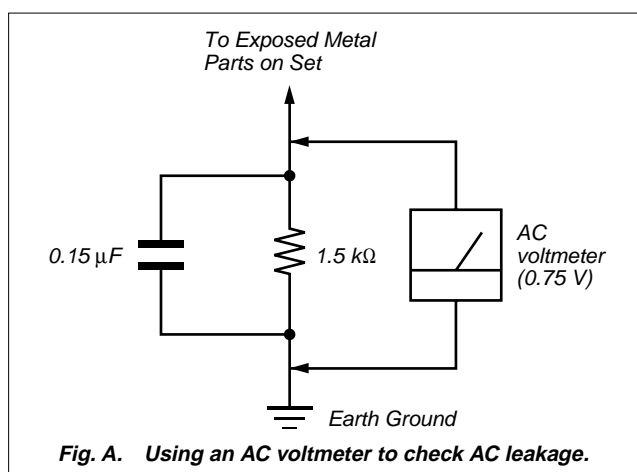 To Exposed Metal
Parts on Set
0.15 µF
1.5 kΩ
AC
voltmeter
(0.75 V)
Earth Ground
Fig. A. Using an AC voltmeter to check AC leakage.